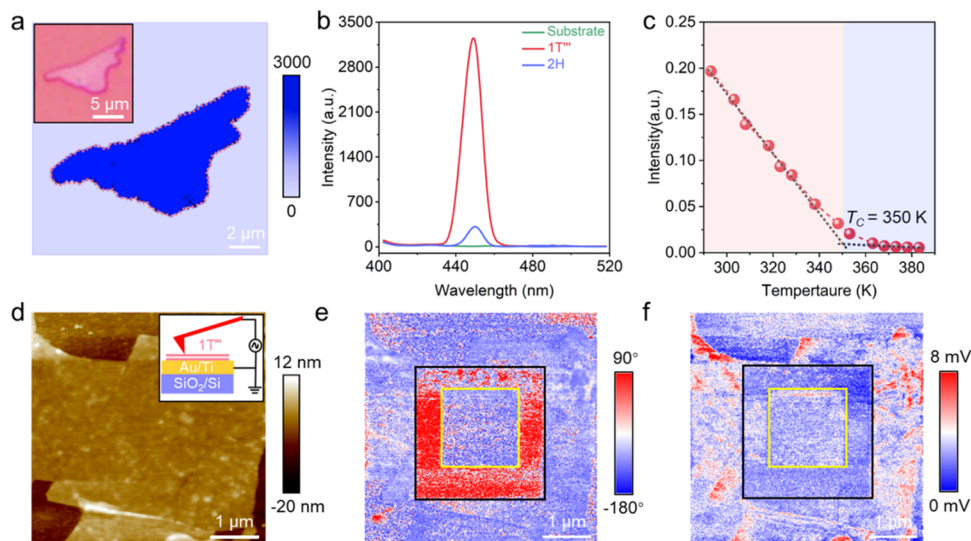 a
5 μm
3000
0
2 μm
b
Intensity (a.u.)
3500
2800
2100
1400
700
0
400
440
480
520
Wavelength (nm)
Substrate
1T'''
2H
c
Intensity(a.u.)
0.20
0.15
0.10
0.05
0.00
300
320
340
360
380
Tempertaure (K)
TC = 350 K
d
1T'''
Au/Ti
SiO2/Si
12 nm
-20 nm
1 μm
e
90°
-180°
1 μm
f
8 mV
0 mV
1 μm